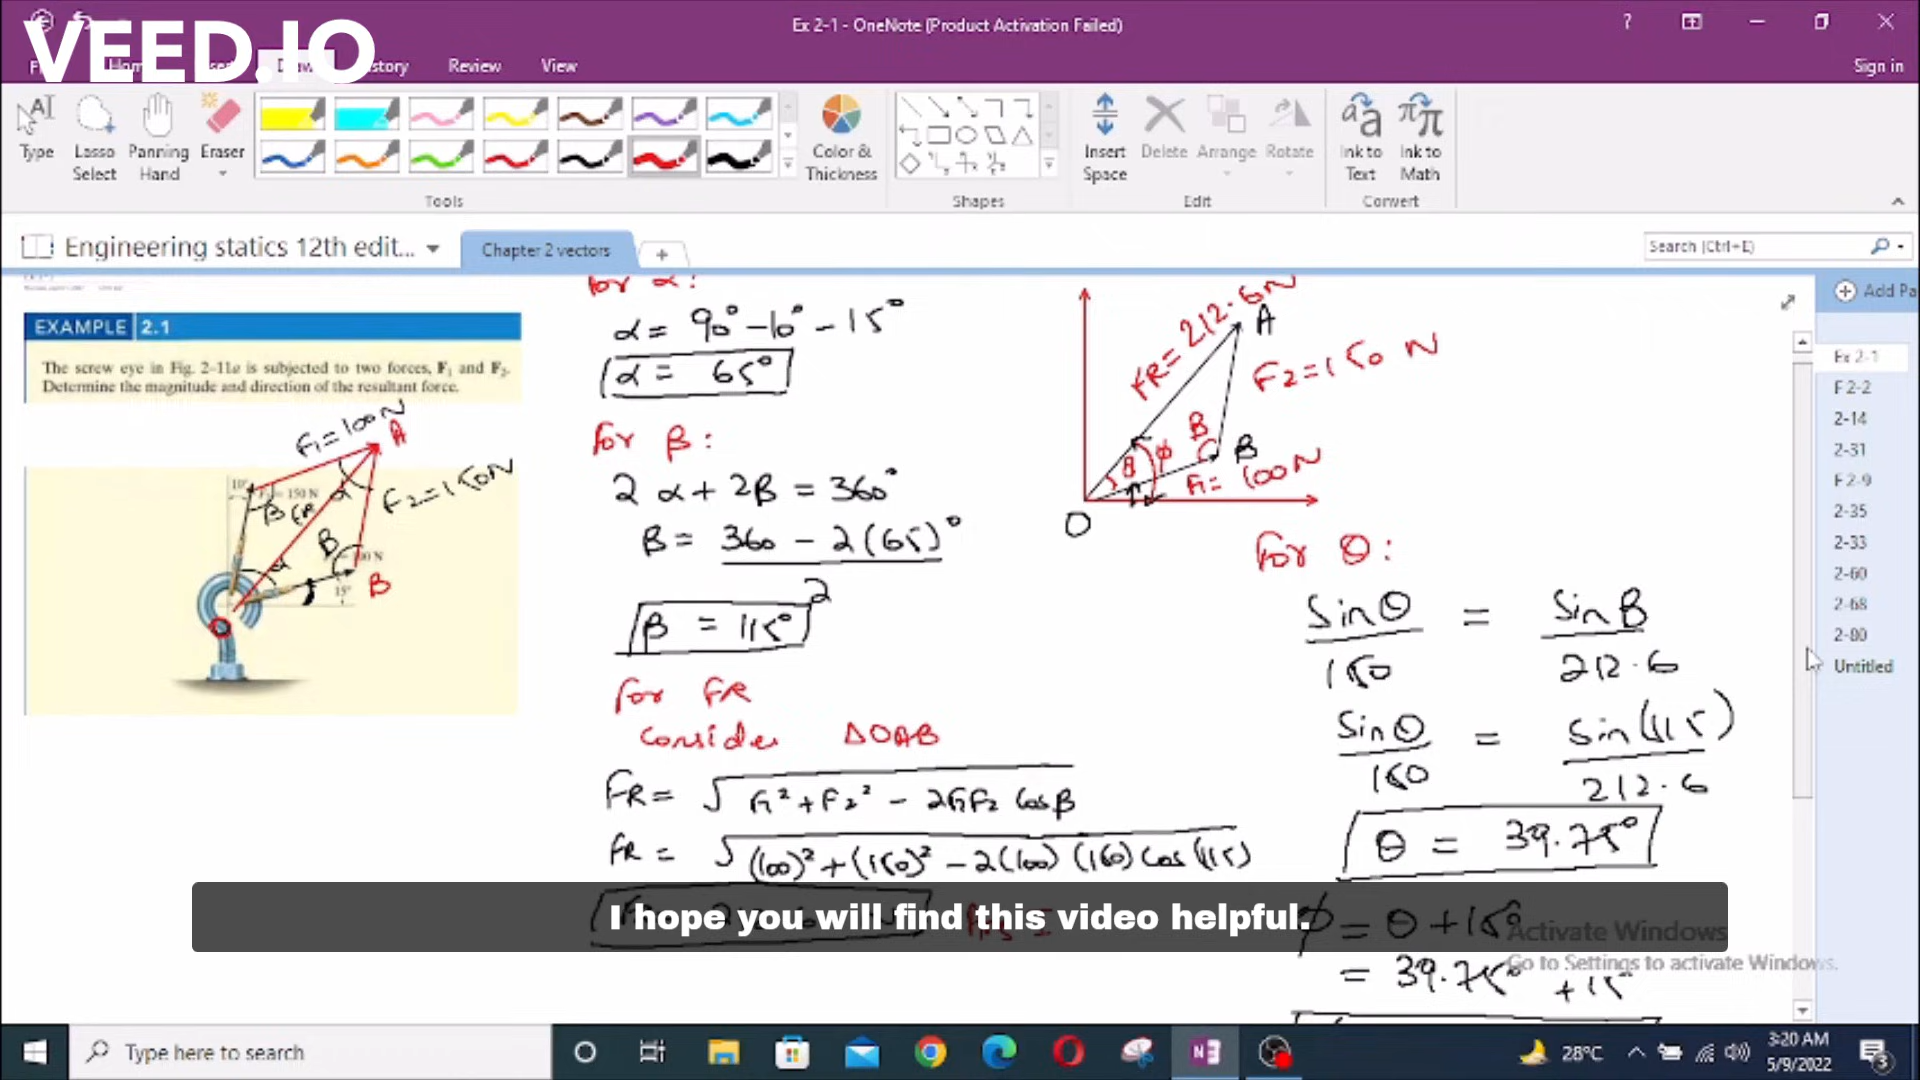 Ex 2-1 - OneNote (Product Activation Failed)
?
VEED.IO
Review
View
Sign in
Type
Lasso Select
Panning Hand
Eraser
Color & Thickness
Insert Space
Delete
Arrange
Rotate
Ink to Text
Ink to Math
Tools
Shapes
Edit
Convert
Engineering statics 12th edit...
Chapter 2 vectors
+
Search (Ctrl+E)
Add Pa
Ex 2-1
F 2-2
2-14
2-31
F 2-9
2-35
2-33
2-60
2-68
2-80
Untitled
EXAMPLE 2.1
The screw eye in Fig. 2-11a is subjected to two forces, F1 and F2.
Determine the magnitude and direction of the resultant force.
F1=100N
A
F2=150N
10°
150 N
β
FR
α
B
α
15°
B
for α:
α = 90° - 10° - 15°
α = 65°
for β:
2α + 2β = 360°
β = 360 - 2(65)°
2
β = 115°
for FR
Consider ΔOAB
FR = √F1² + F2² - 2F1F2 Cosβ
FR = √(100)² + (150)² - 2(100)(150) Cos(115)
FR = 212.6N
A
F2 = 150 N
B
θ
φ
B
F1 = 100N
O
for θ:
Sinθ = SinB
150 212.6
Sinθ = Sin(115)
150 212.6
θ = 39.75°
φ = θ + 15°
= 39.75° + 15°
I hope you will find this video helpful.
Activate Windows
Go to Settings to activate Windows.
Type here to search
28°C
3:20 AM
5/9/2022
3